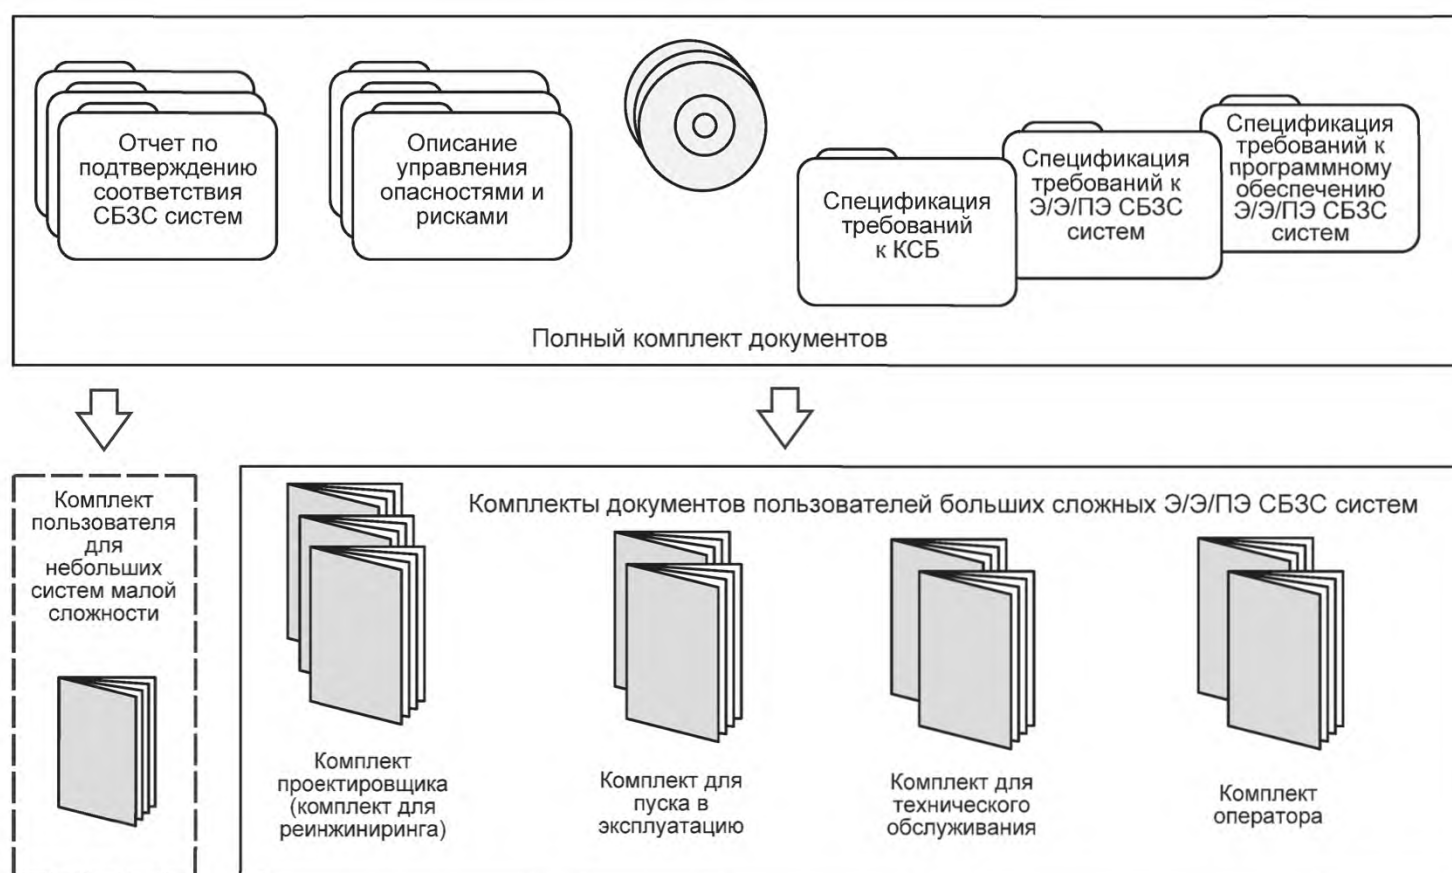 Отчет по
подтверждению
соответствия
СБЗС систем
Описание
управления
опасностями и
рисками
Спецификация
требований
к КСБ
Спецификация
требований к
Э/Э/ПЭ СБЗС
систем
Спецификация
требований к
программному
обеспечению
Э/Э/ПЭ СБЗС
систем
Полный комплект документов
Комплект
пользователя
для
небольших
систем малой
сложности
Комплекты документов пользователей больших сложных Э/Э/ПЭ СБЗС систем
Комплект
проектировщика
(комплект для
реинжиниринга)
Комплект для
пуска в
эксплуатацию
Комплект для
технического
обслуживания
Комплект
оператора